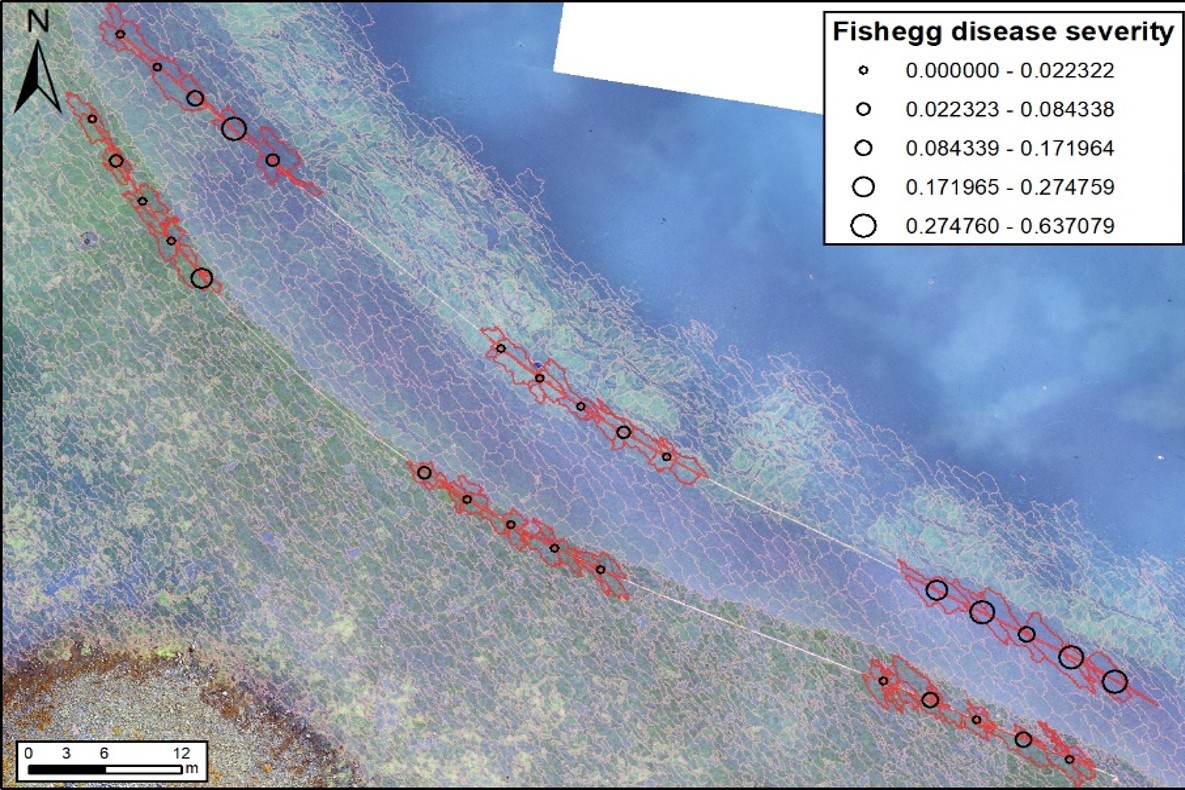 N
Fishegg disease severity
0.000000 - 0.022322
0.022323 - 0.084338
0.084339 - 0.171964
0.171965 - 0.274759
0.274760 - 0.637079
0 3 6 12
m